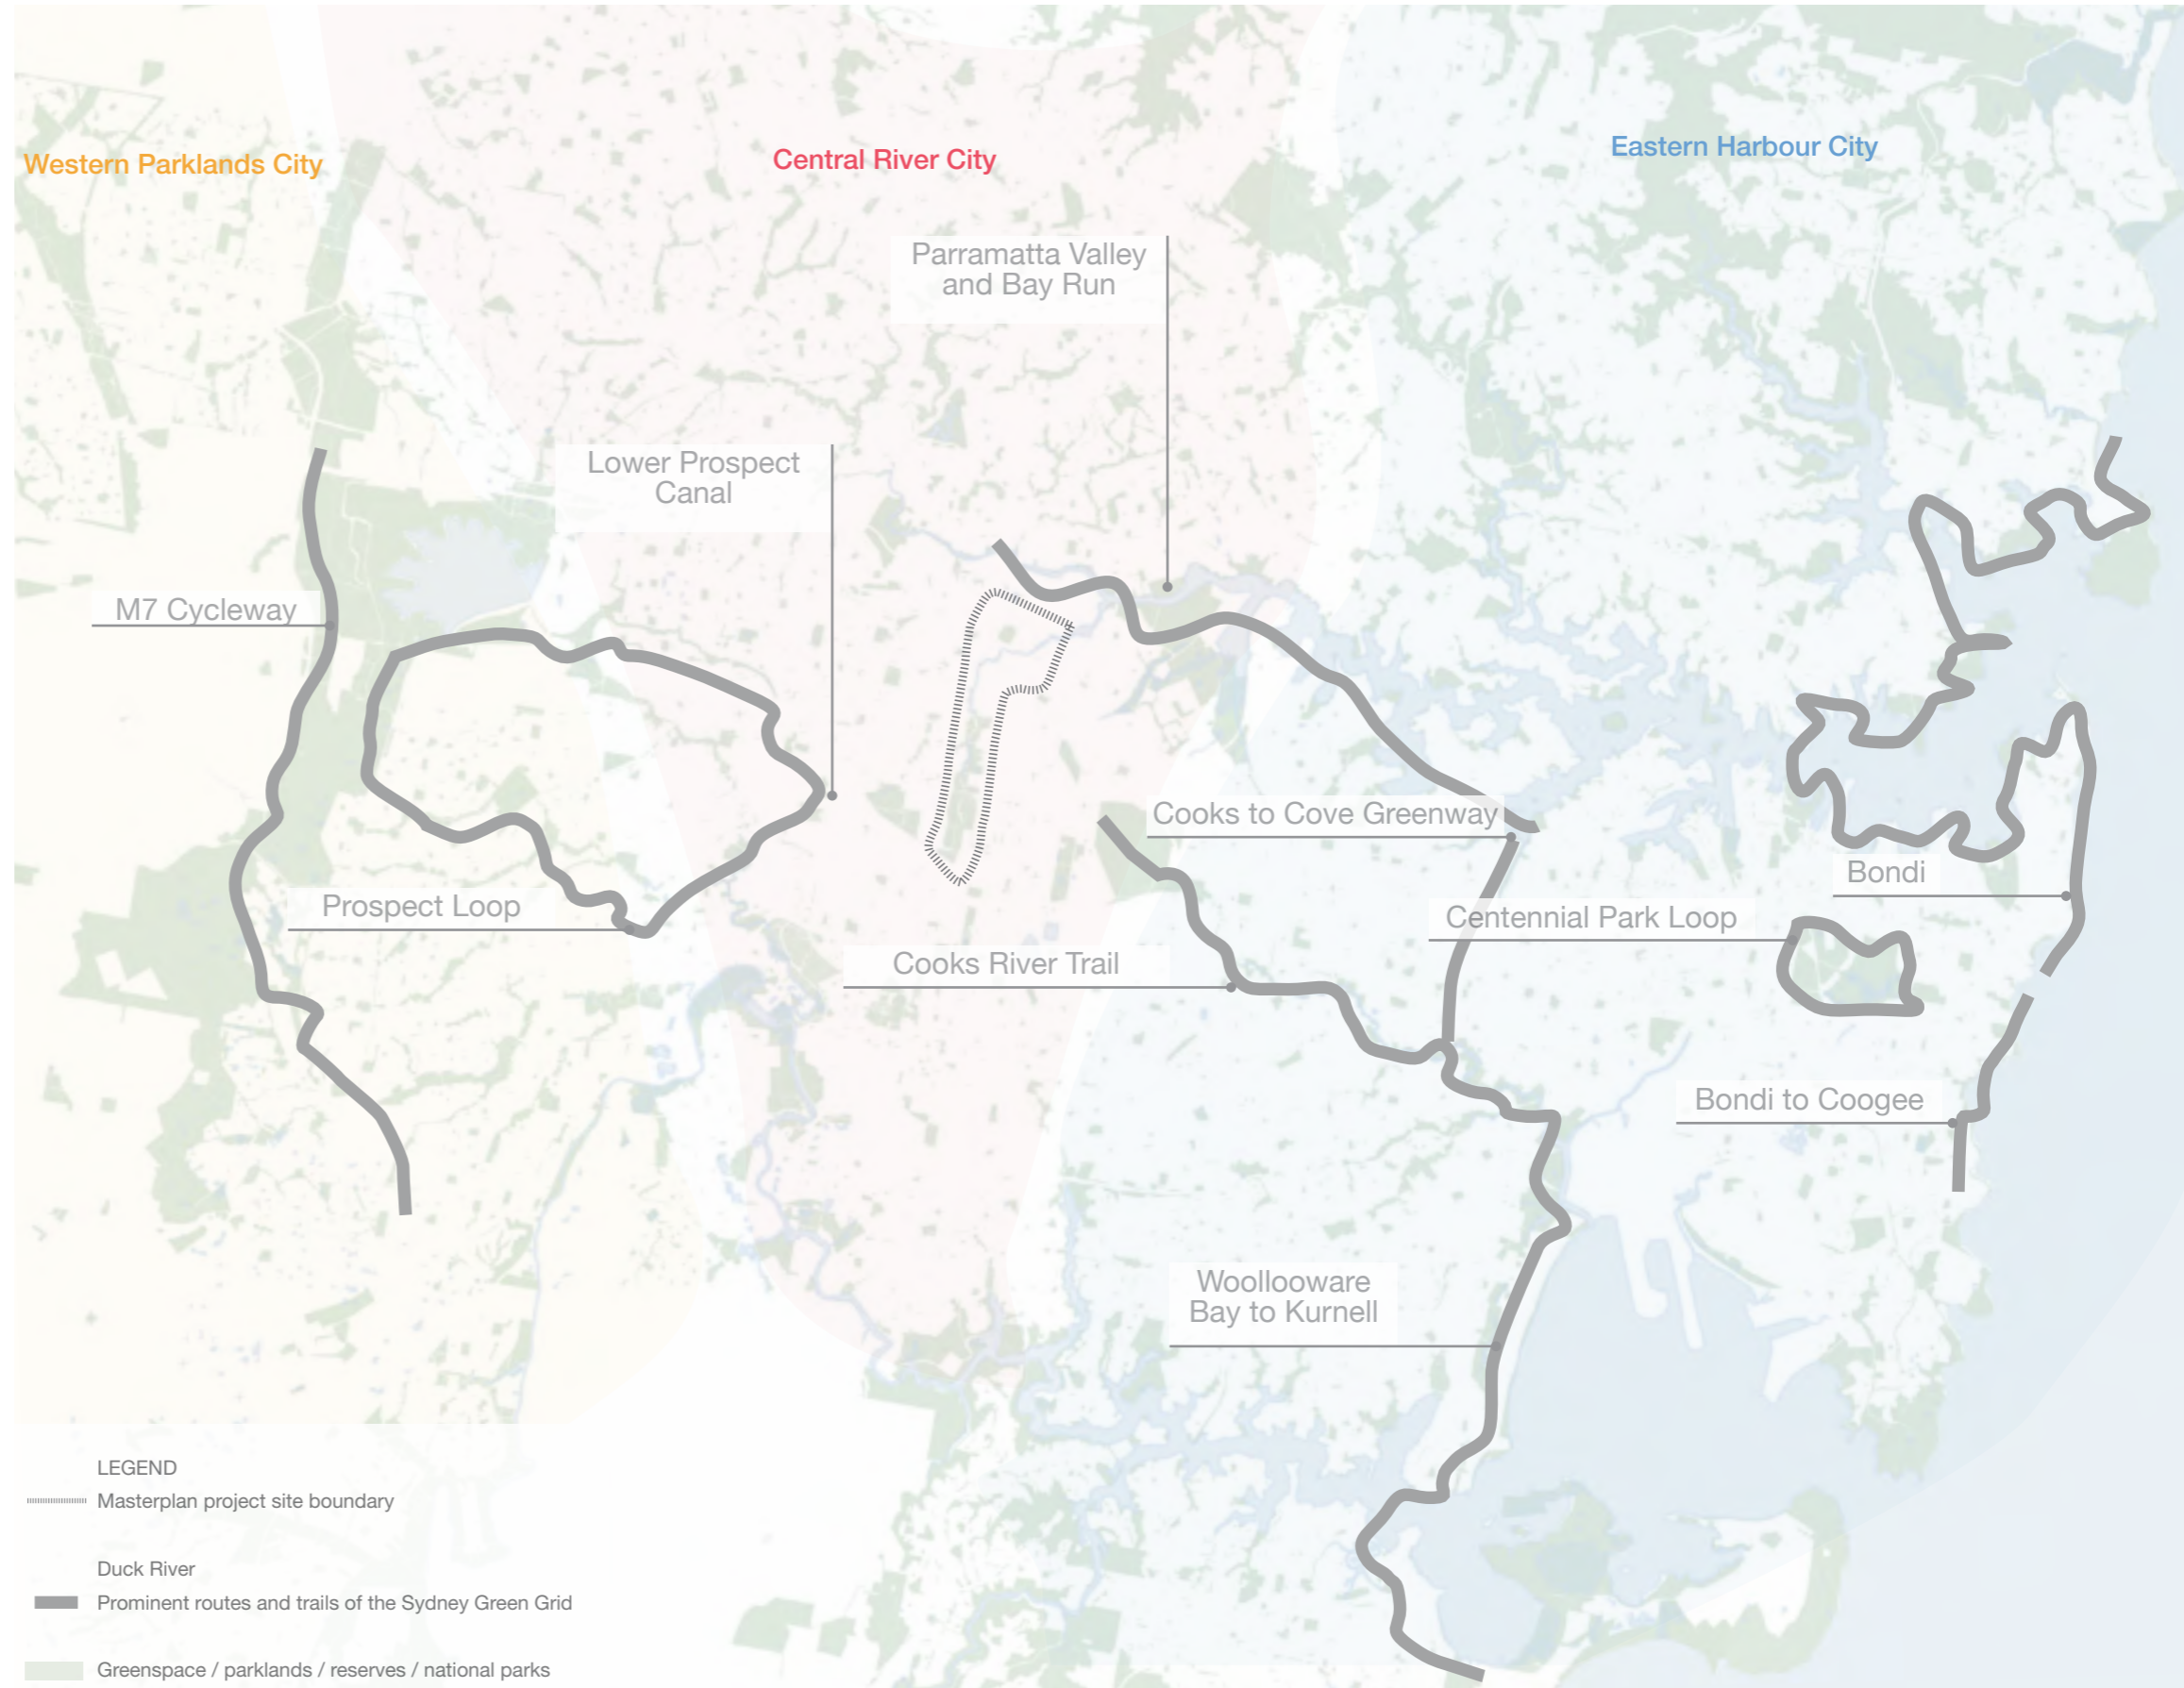 Western Parklands City
Central River City
Eastern Harbour City
Parramatta Valley
and Bay Run
Lower Prospect
Canal
M7 Cycleway
Cooks to Cove Greenway
Bondi
Prospect Loop
Centennial Park Loop
Cooks River Trail
Bondi to Coogee
Woollooware
Bay to Kurnell
LEGEND
Masterplan project site boundary
Duck River
Prominent routes and trails of the Sydney Green Grid
Greenspace / parklands / reserves / national parks